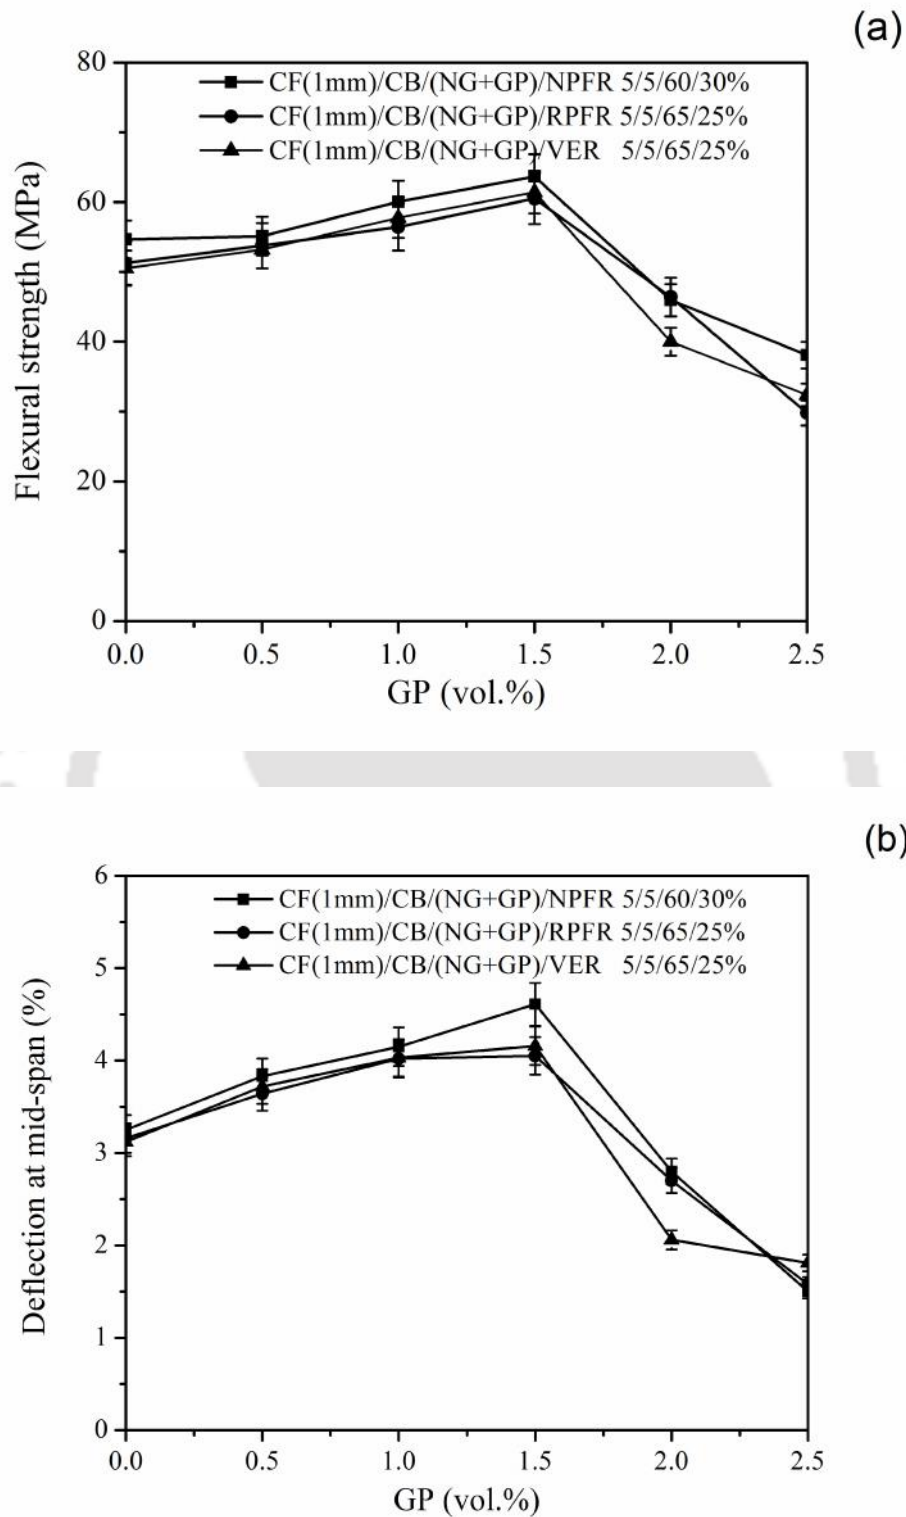 (a)
80
CF(1mm)/CB/(NG+GP)/NPFR 5/5/60/30%
CF(1mm)/CB/(NG+GP)/RPFR 5/5/65/25%
CF(1mm)/CB/(NG+GP)/VER 5/5/65/25%
60
40
20
0
Flexural strength (MPa)
0.0 0.5 1.0 1.5 2.0 2.5
GP (vol.%)
(b)
6
CF(1mm)/CB/(NG+GP)/NPFR 5/5/60/30%
CF(1mm)/CB/(NG+GP)/RPFR 5/5/65/25%
CF(1mm)/CB/(NG+GP)/VER 5/5/65/25%
5
4
3
2
1
0
Deflection at mid-span (%)
0.0 0.5 1.0 1.5 2.0 2.5
GP (vol.%)